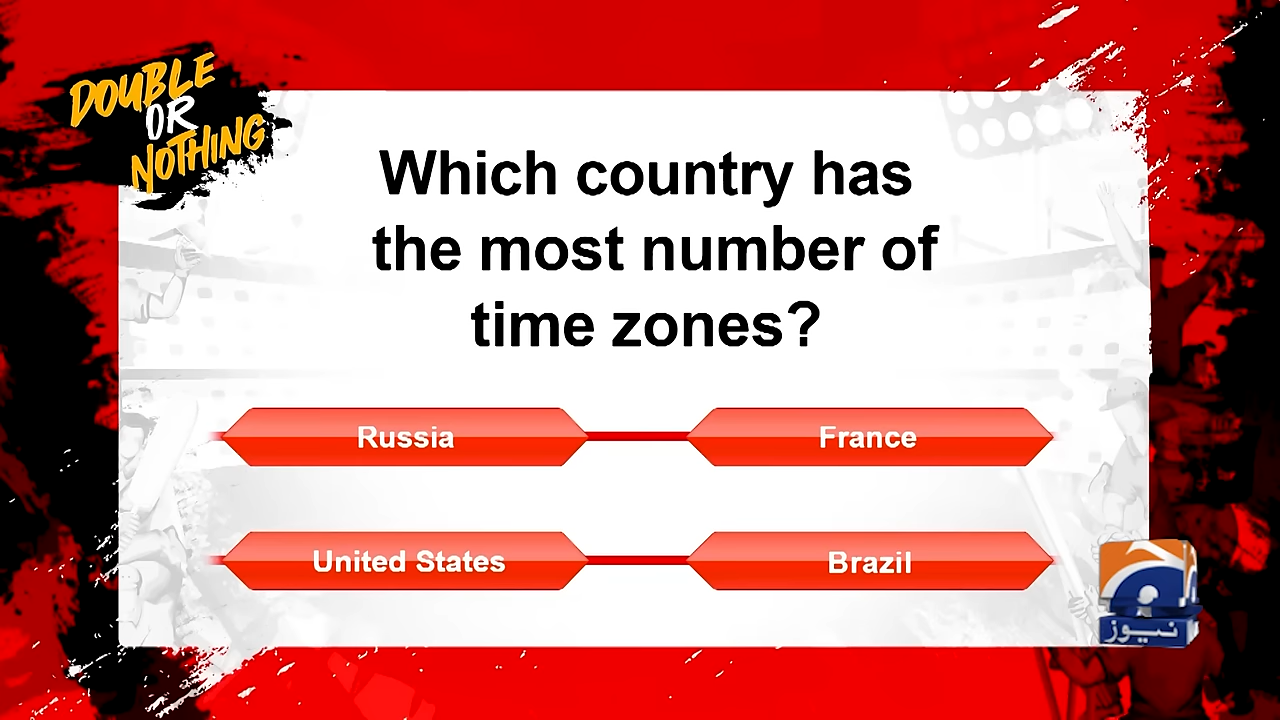 DOUBLE
OR
NOTHING
Which country has
the most number of
time zones?
Russia
France
United States
Brazil
نیوز